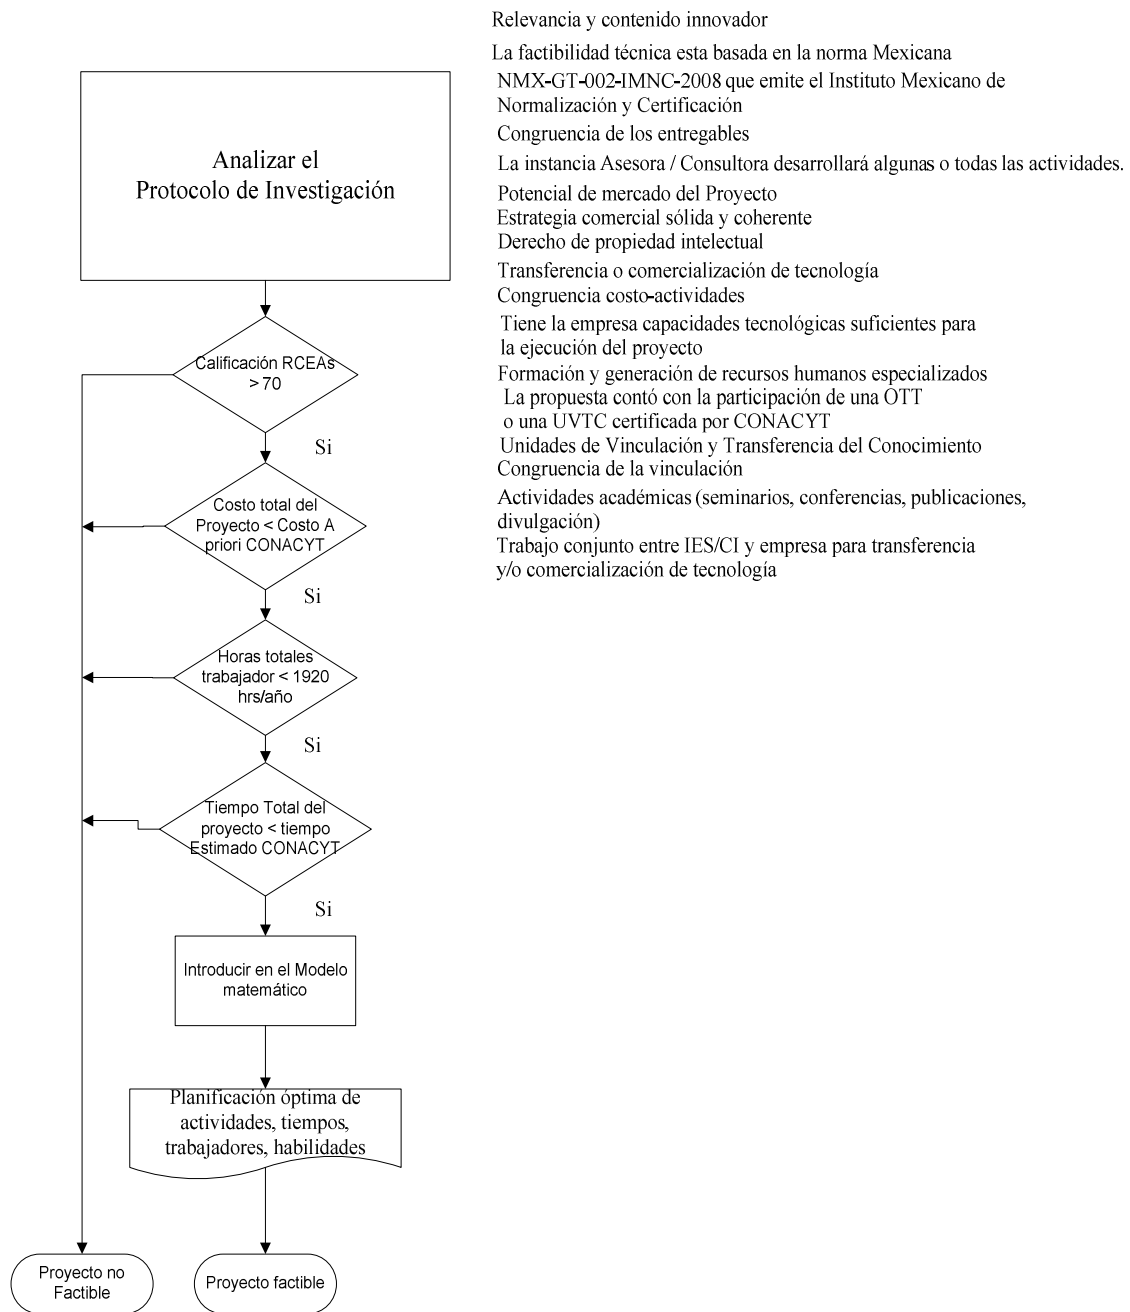 Relevancia y contenido innovador
La factibilidad técnica esta basada en la norma Mexicana
NMX-GT-002-IMNC-2008 que emite el Instituto Mexicano de
Normalización y Certificación
Congruencia de los entregables
La instancia Asesora / Consultora desarrollará algunas o todas las actividades.
Potencial de mercado del Proyecto
Estrategia comercial sólida y coherente
Derecho de propiedad intelectual
Transferencia o comercialización de tecnología
Congruencia costo-actividades
Tiene la empresa capacidades tecnológicas suficientes para
la ejecución del proyecto
Formación y generación de recursos humanos especializados
La propuesta contó con la participación de una OTT
o una UVTC certificada por CONACYT
Unidades de Vinculación y Transferencia del Conocimiento
Congruencia de la vinculación
Actividades académicas (seminarios, conferencias, publicaciones,
divulgación)
Trabajo conjunto entre IES/CI y empresa para transferencia
y/o comercialización de tecnología
Analizar el
Protocolo de Investigación
Calificación RCEAs
> 70
Si
Costo total del
Proyecto < Costo A
priori CONACYT
Si
Horas totales
trabajador < 1920
hrs/año
Si
Tiempo Total del
proyecto < tiempo
Estimado CONACYT
Si
Introducir en el Modelo
matemático
Planificación óptima de
actividades, tiempos,
trabajadores, habilidades
Proyecto no
Factible
Proyecto factible